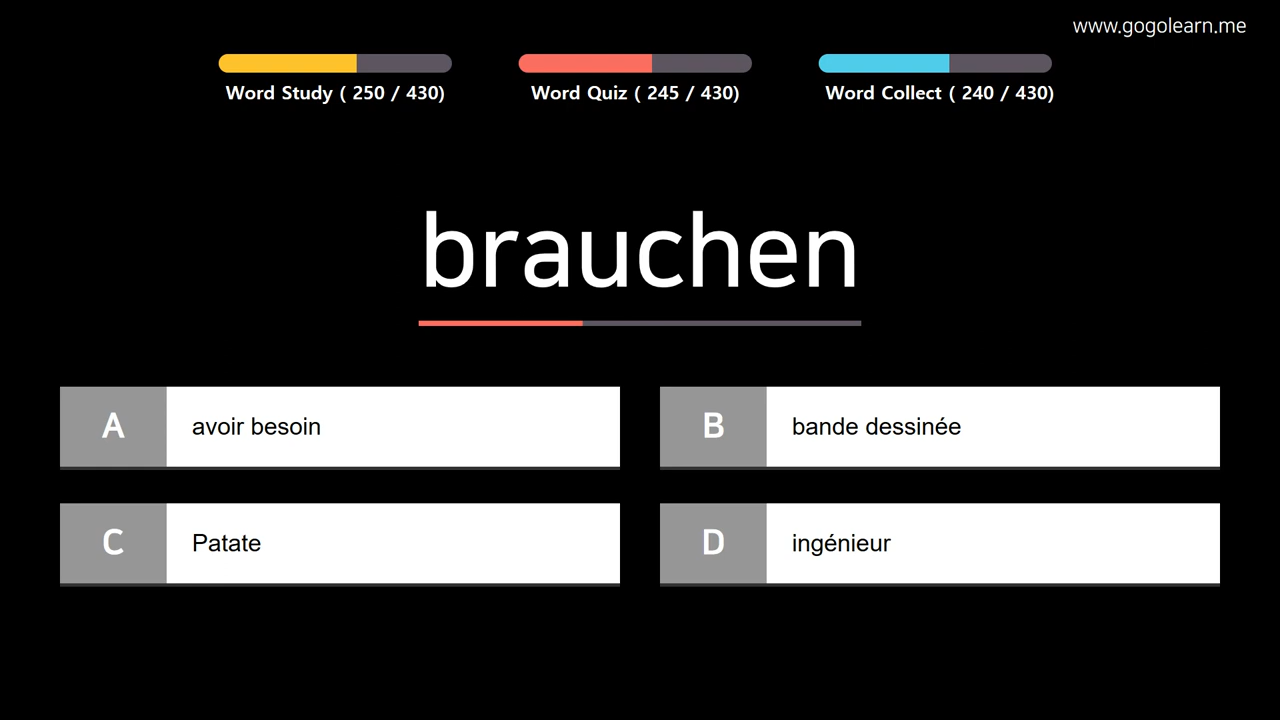 www.gogolearn.me
Word Study ( 250 / 430)
Word Quiz ( 245 / 430)
Word Collect ( 240 / 430)
brauchen
A avoir besoin
B bande dessinée
C Patate
D ingénieur